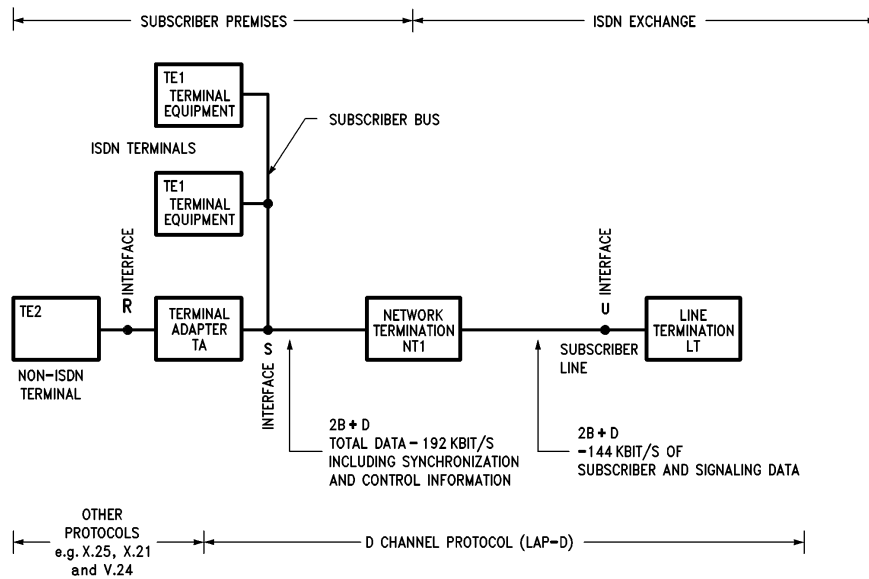 SUBSCRIBER PREMISES
ISDN EXCHANGE
TE1
TERMINAL
EQUIPMENT
SUBSCRIBER BUS
ISDN TERMINALS
TE1
TERMINAL
EQUIPMENT
INTERFACE
R
INTERFACE
U
TE2
TERMINAL
ADAPTER
TA
NETWORK
TERMINATION
NT1
LINE
TERMINATION
LT
S
INTERFACE
SUBSCRIBER
LINE
NON-ISDN
TERMINAL
2B + D
TOTAL DATA - 192 KBIT/S
INCLUDING SYNCHRONIZATION
AND CONTROL INFORMATION
2B + D
-144 KBIT/S OF
SUBSCRIBER AND SIGNALING DATA
OTHER
PROTOCOLS
e.g. X.25, X.21
and V.24
D CHANNEL PROTOCOL (LAP-D)